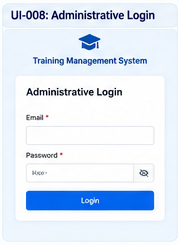 UI-008: Administrative Login
Training Management System
Administrative Login
Email *
Password *
Login